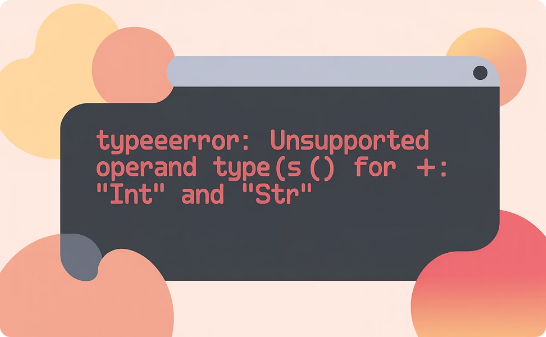 typeeerror: Unsupported
operand type(s () for +:
"Int" and "Str"